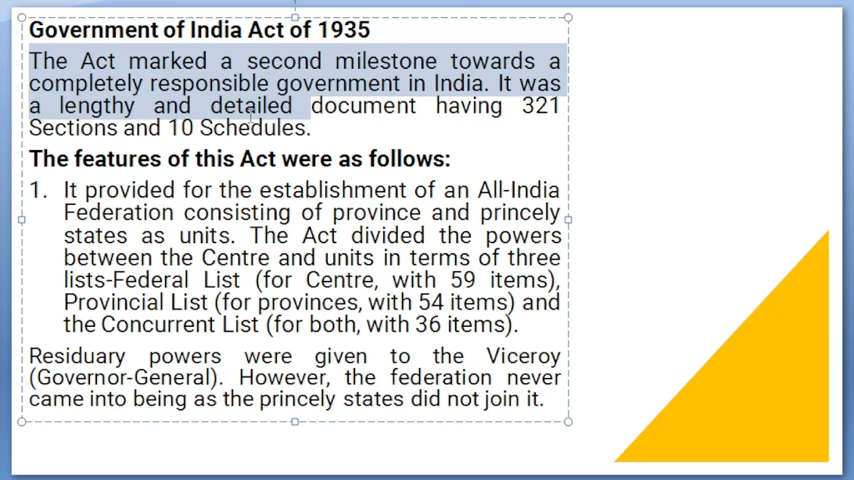 Government of India Act of 1935
The Act marked a second milestone towards a
completely responsible government in India. It was
a lengthy and detailed document having 321
Sections and 10 Schedules.
The features of this Act were as follows:
1. It provided for the establishment of an All-India
Federation consisting of province and princely
states as units. The Act divided the powers
between the Centre and units in terms of three
lists-Federal List (for Centre, with 59 items),
Provincial List (for provinces, with 54 items) and
the Concurrent List (for both, with 36 items).
Residuary powers were given to the Viceroy
(Governor-General). However, the federation never
came into being as the princely states did not join it.